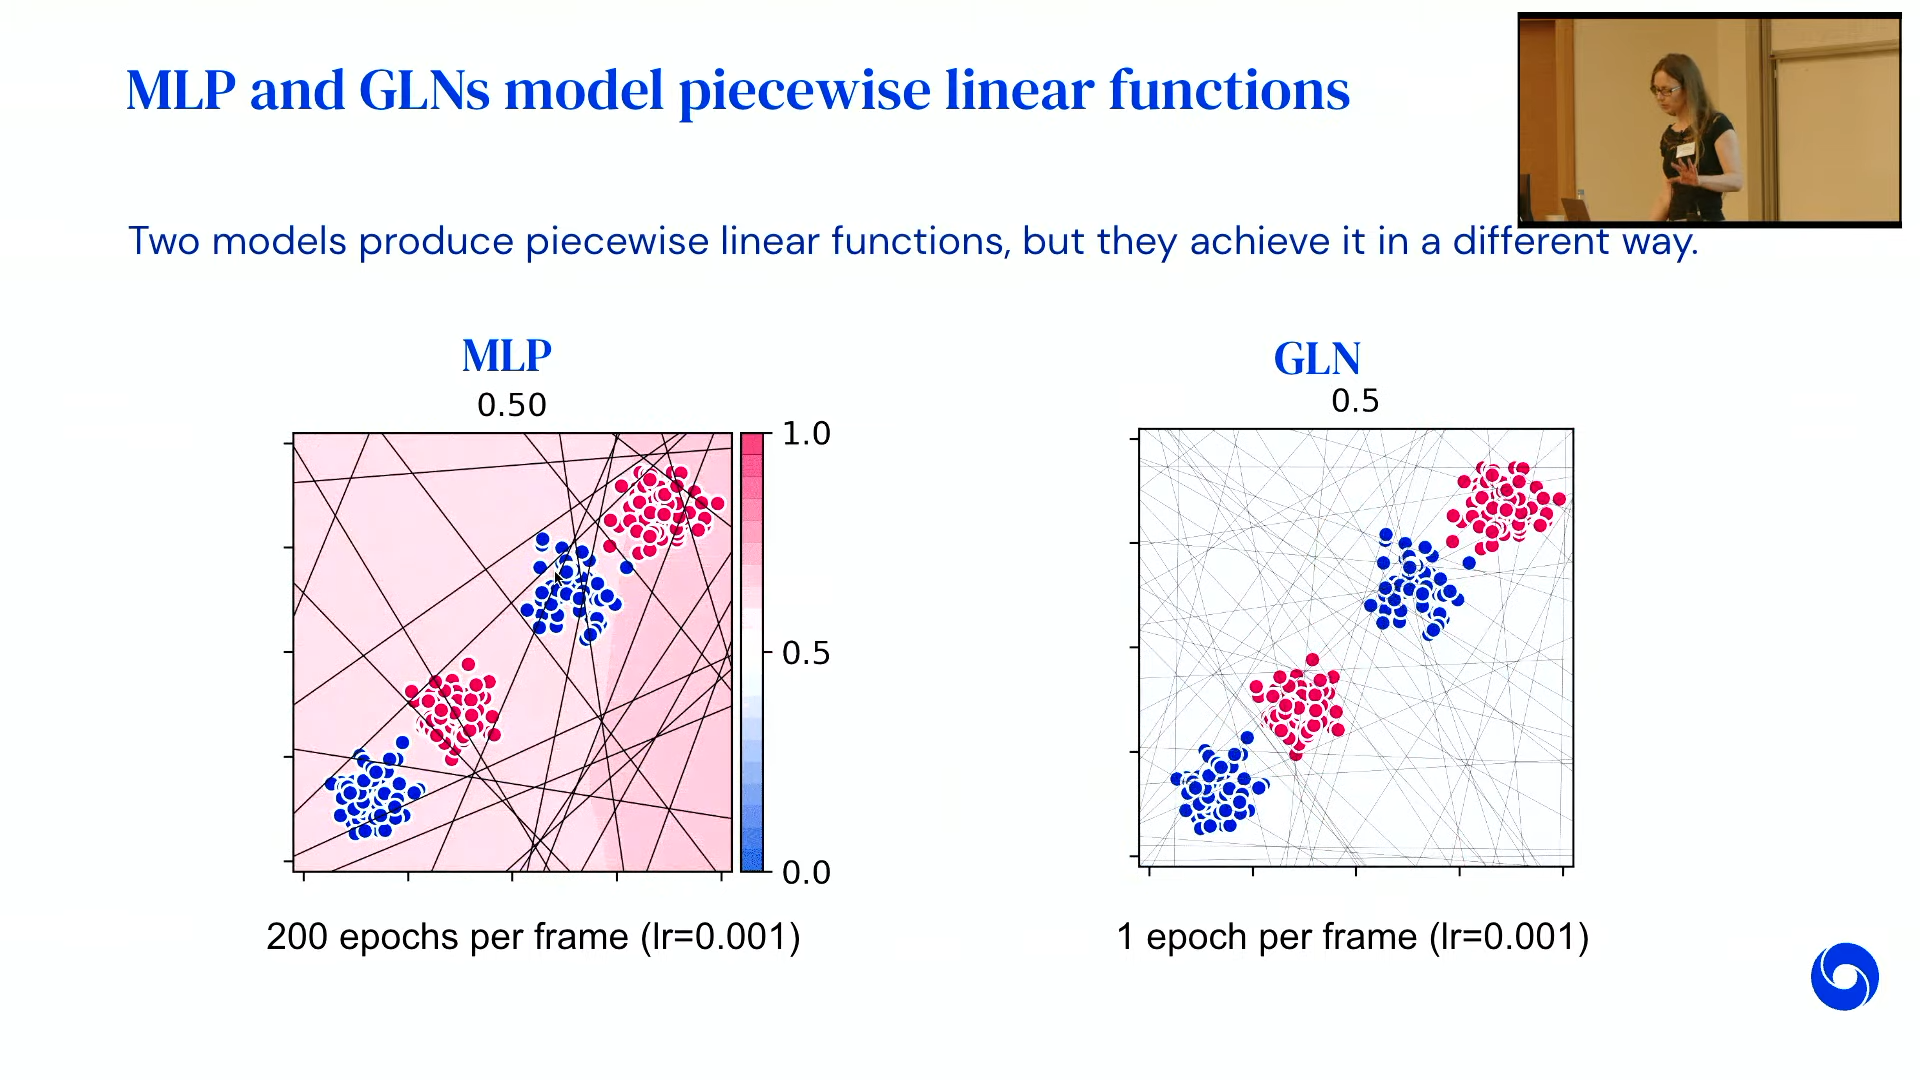 MLP and GLNs model piecewise linear functions
Two models produce piecewise linear functions, but they achieve it in a different way.
MLP
0.50
1.0
0.5
0.0
200 epochs per frame (lr=0.001)
GLN
0.5
1 epoch per frame (lr=0.001)